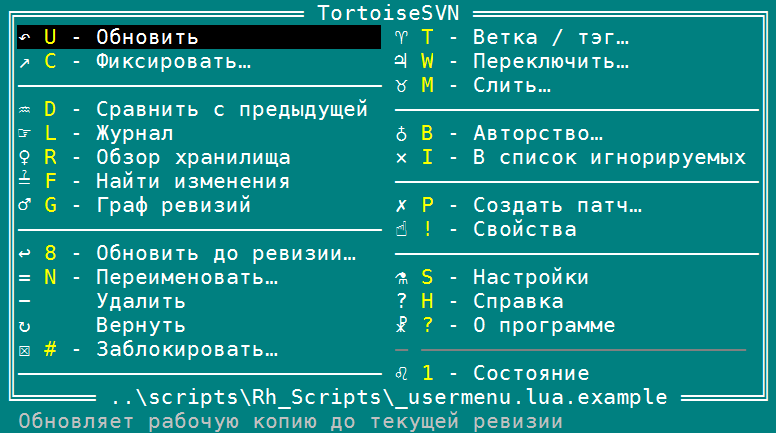 TortoiseSVN
↶ U - Обновить
↗ C - Фиксировать…
♒ D - Сравнить с предыдущей
☞ L - Журнал
♀ R - Обзор хранилища
≟ F - Найти изменения
♂ G - Граф ревизий
↩ 8 - Обновить до ревизии…
= N - Переименовать…
− Удалить
↻ Вернуть
☒ # - Заблокировать…
♈ T - Ветка / тэг…
♃ W - Переключить…
♉ M - Слить…
♁ B - Авторство…
× I - В список игнорируемых
✗ P - Создать патч…
☝ ! - Свойства
⚗ S - Настройки
? H - Справка
☧ ? - О программе
♌ 1 - Состояние
..\scripts\Rh_Scripts\_usermenu.lua.example
Обновляет рабочую копию до текущей ревизии